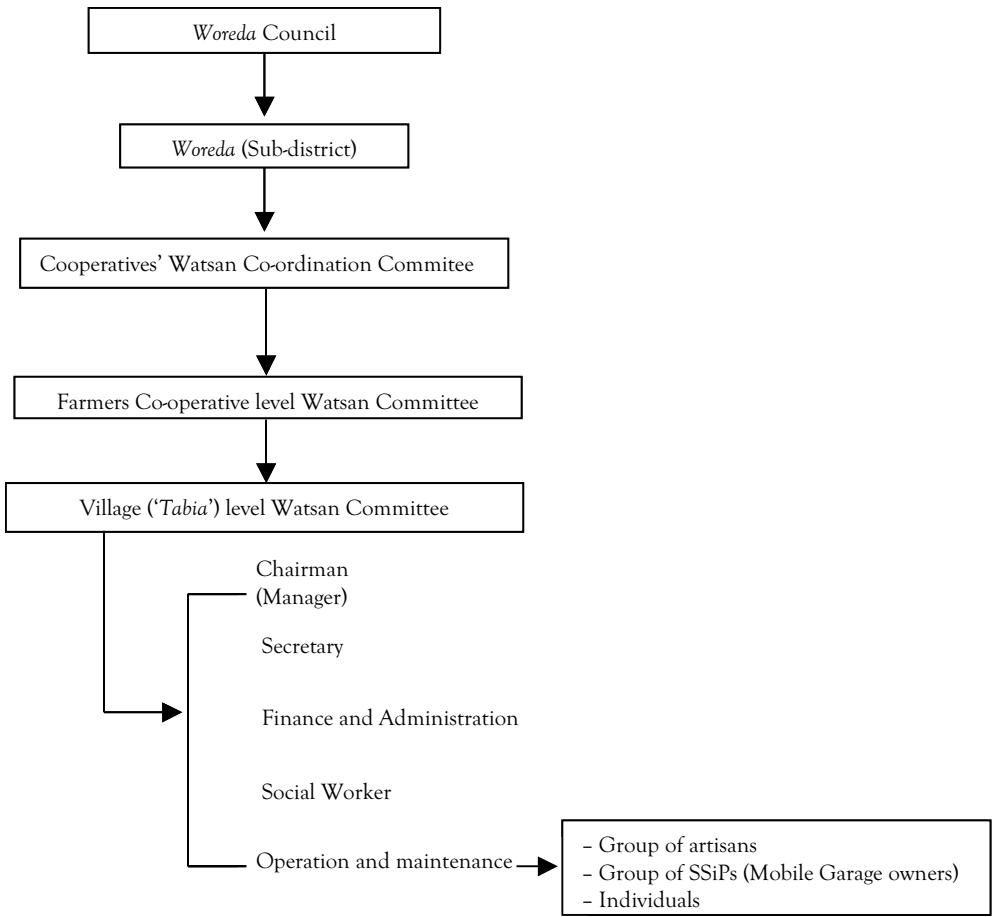 Woreda Council
Woreda (Sub-district)
Cooperatives’ Watsan Co-ordination Commitee
Farmers Co-operative level Watsan Committee
Village (‘Tabia’) level Watsan Committee
Chairman
(Manager)
Secretary
Finance and Administration
Social Worker
Operation and maintenance
– Group of artisans
– Group of SSiPs (Mobile Garage owners)
– Individuals